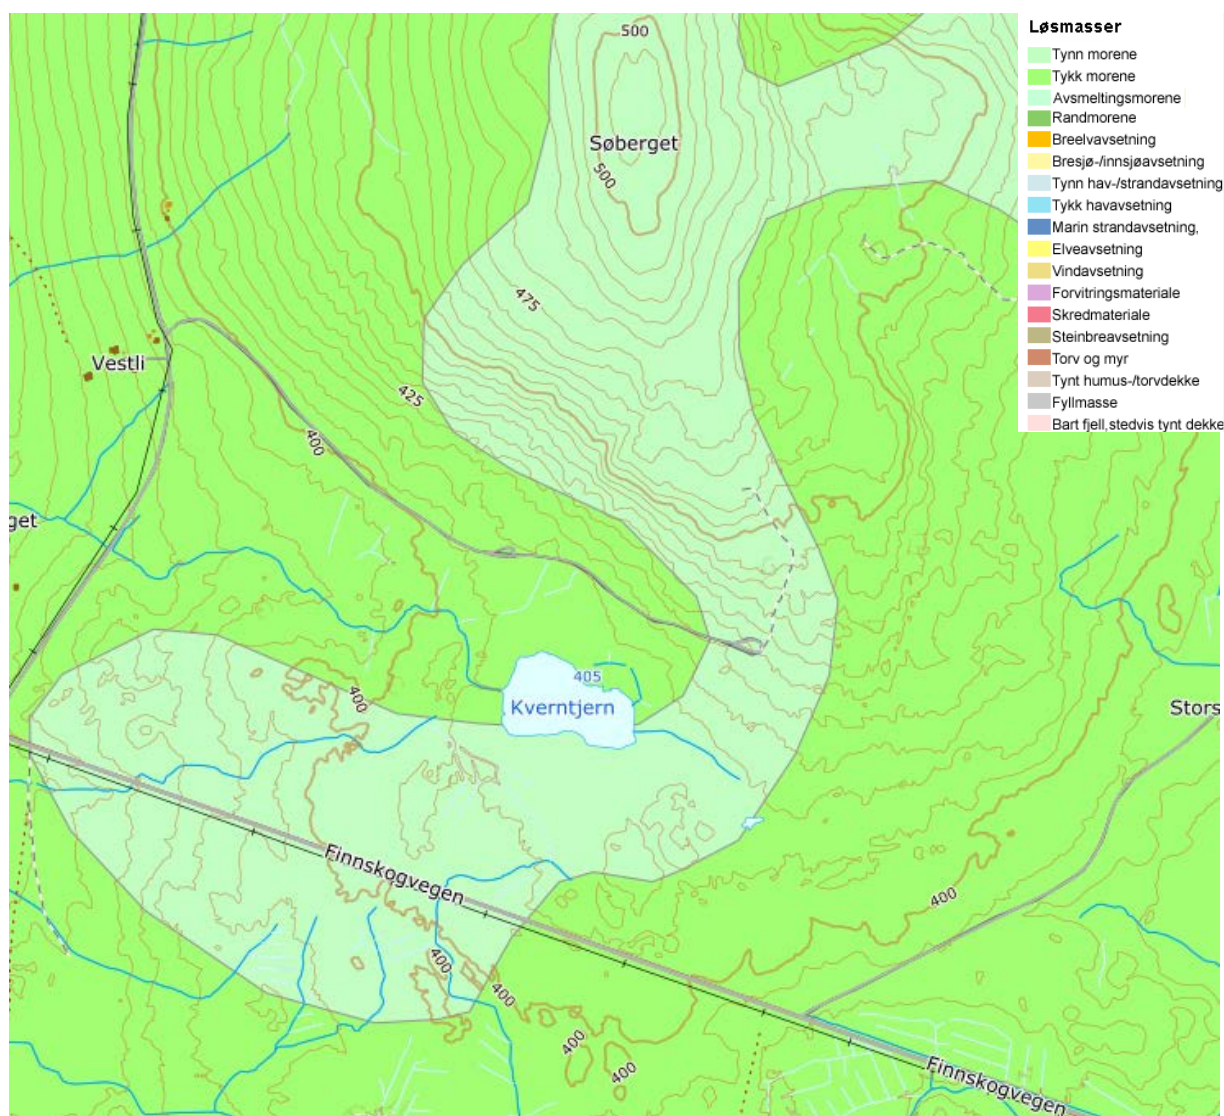 500
Søberget
500
475
Vestli
425
400
get
405
Kverntjern
400
Stors
Finnskogvegen
400
400
400
400
400
Finnskogvegen
Løsmasser
Tynn morene
Tykk morene
Avsmeltingsmorene
Randmorene
Breelvavsetning
Bresjø-/innsjøavsetning
Tynn hav-/strandavsetning
Tykk havavsetning
Marin strandavsetning,
Elveavsetning
Vindavsetning
Forvitringsmateriale
Skredmateriale
Steinbreavsetning
Torv og myr
Tynt humus-/torvdekke
Fyllmasse
Bart fjell,stedvis tynt dekke